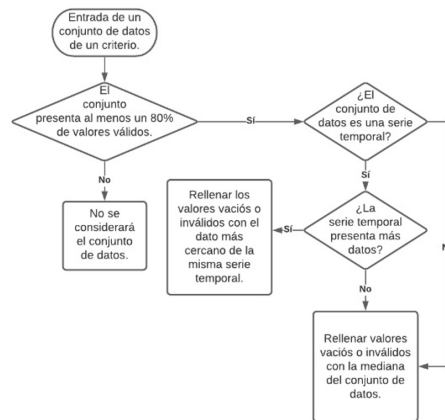 Entrada de un
conjunto de datos
de un criterio.
El
conjunto
presenta al menos un 80%
de valores válidos.
Sí
¿El
conjunto de
datos es una serie
temporal?
No
Sí
No se
considerará
el conjunto
de datos.
Rellenar los
valores vaciós o
inválidos con el
dato más
cercano de la
misma serie
temporal.
Sí
¿La
serie temporal
presenta más
datos?
No
Rellenar valores
vaciós o inválidos
con la mediana
del conjunto de
datos.